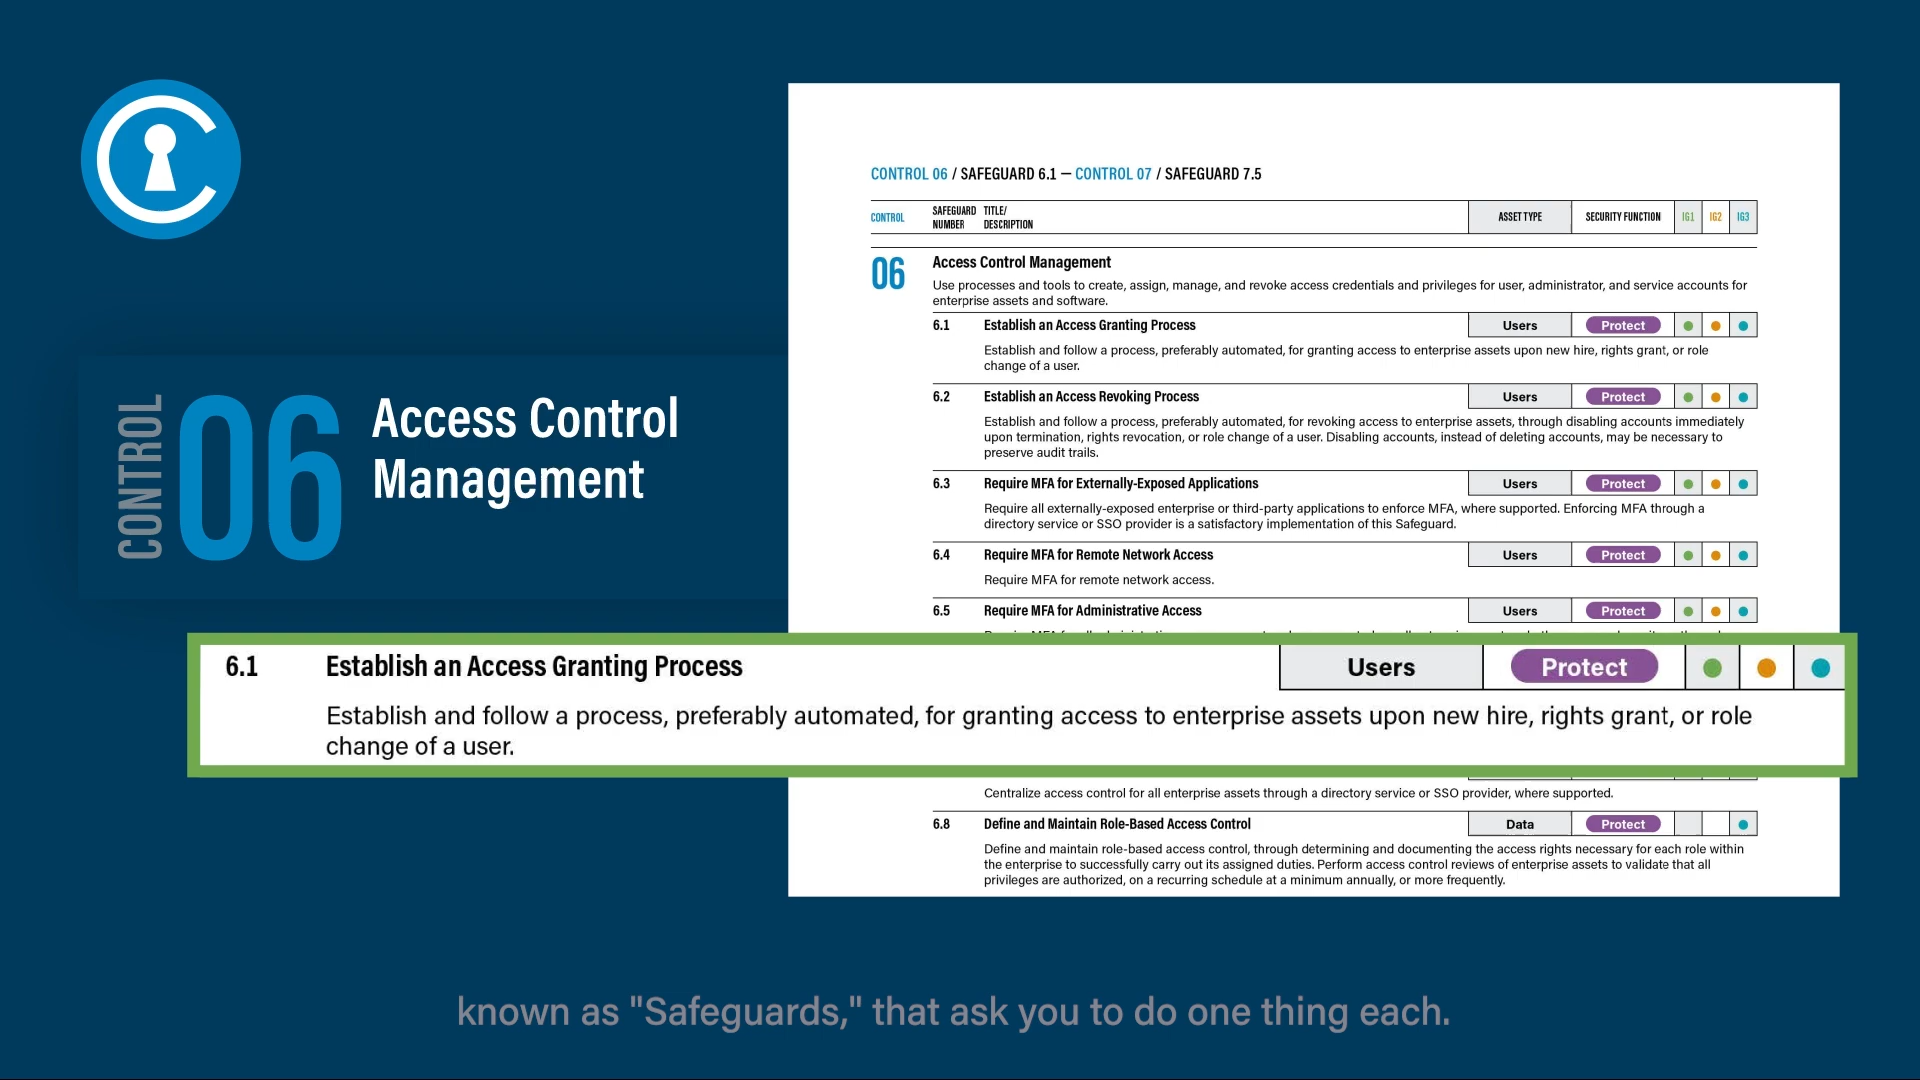 CONTROL 06 / SAFEGUARD 6.1 — CONTROL 07 / SAFEGUARD 7.5
CONTROL SAFEGUARD NUMBER TITLE/ DESCRIPTION ASSET TYPE SECURITY FUNCTION IG1 IG2 IG3
06 Access Control Management
Use processes and tools to create, assign, manage, and revoke access credentials and privileges for user, administrator, and service accounts for
enterprise assets and software.
6.1 Establish an Access Granting Process Users Protect
Establish and follow a process, preferably automated, for granting access to enterprise assets upon new hire, rights grant, or role
change of a user.
6.2 Establish an Access Revoking Process Users Protect
Establish and follow a process, preferably automated, for revoking access to enterprise assets, through disabling accounts immediately
upon termination, rights revocation, or role change of a user. Disabling accounts, instead of deleting accounts, may be necessary to
preserve audit trails.
6.3 Require MFA for Externally-Exposed Applications Users Protect
Require all externally-exposed enterprise or third-party applications to enforce MFA, where supported. Enforcing MFA through a
directory service or SSO provider is a satisfactory implementation of this Safeguard.
6.4 Require MFA for Remote Network Access Users Protect
Require MFA for remote network access.
6.5 Require MFA for Administrative Access Users Protect
CONTROL 06 Access Control
Management
6.1 Establish an Access Granting Process Users Protect
Establish and follow a process, preferably automated, for granting access to enterprise assets upon new hire, rights grant, or role
change of a user.
Centralize access control for all enterprise assets through a directory service or SSO provider, where supported.
6.8 Define and Maintain Role-Based Access Control Data Protect
Define and maintain role-based access control, through determining and documenting the access rights necessary for each role within
the enterprise to successfully carry out its assigned duties. Perform access control reviews of enterprise assets to validate that all
privileges are authorized, on a recurring schedule at a minimum annually, or more frequently.
known as "Safeguards," that ask you to do one thing each.